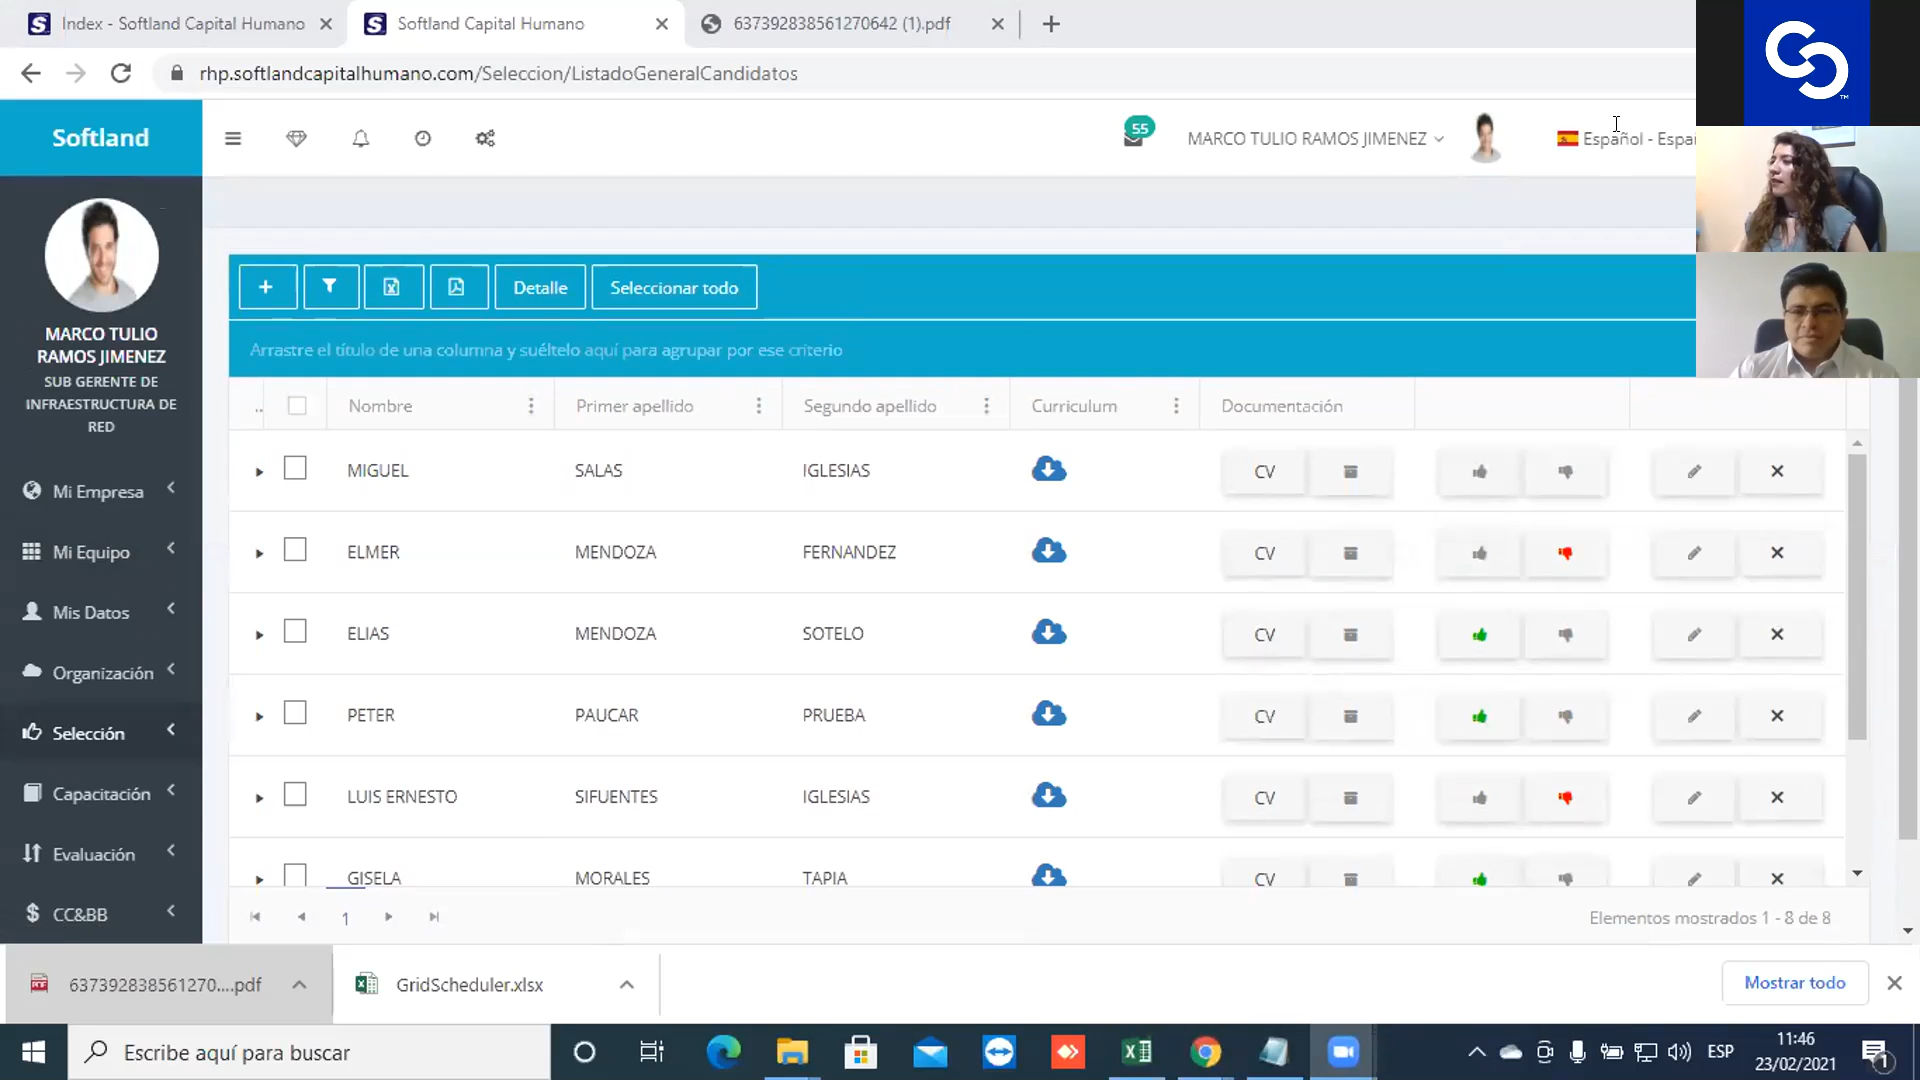 Index - Softland Capital Humano
Softland Capital Humano
637392838561270642 (1).pdf
rhp.softlandcapitalhumano.com/Seleccion/ListadoGeneralCandidatos
Softland
55
MARCO TULIO RAMOS JIMENEZ
Español - Espa
MARCO TULIO
RAMOS JIMENEZ
SUB GERENTE DE
INFRAESTRUCTURA DE
RED
Mi Empresa
Mi Equipo
Mis Datos
Organización
Selección
Capacitación
Evaluación
CC&BB
Detalle
Seleccionar todo
Arrastre el título de una columna y suéltelo aquí para agrupar por ese criterio
.. Nombre Primer apellido Segundo apellido Curriculum Documentación
MIGUEL SALAS IGLESIAS CV
ELMER MENDOZA FERNANDEZ CV
ELIAS MENDOZA SOTELO CV
PETER PAUCAR PRUEBA CV
LUIS ERNESTO SIFUENTES IGLESIAS CV
GISELA MORALES TAPIA CV
1
Elementos mostrados 1 - 8 de 8
637392838561270....pdf
GridScheduler.xlsx
Mostrar todo
Escribe aquí para buscar
ESP
11:46
23/02/2021
1